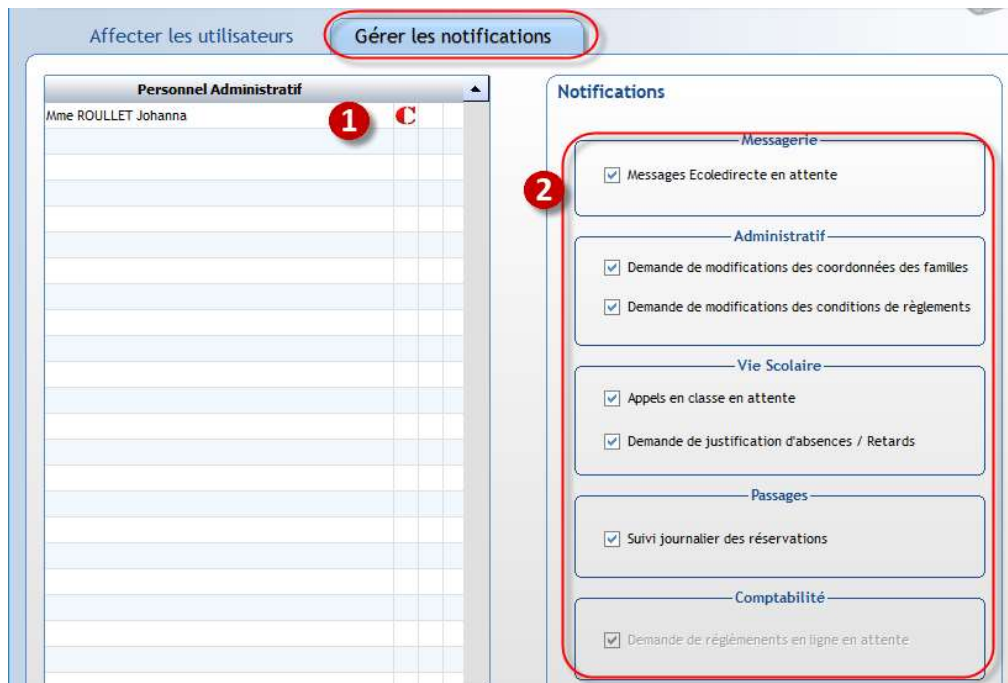 Affecter les utilisateurs
Gérer les notifications
Personnel Administratif
Mme ROULLET Johanna
1
C
Notifications
2
Messagerie
Messages Ecoledirecte en attente
Administratif
Demande de modifications des coordonnées des familles
Demande de modifications des conditions de règlements
Vie Scolaire
Appels en classe en attente
Demande de justification d'absences / Retards
Passages
Suivi journalier des réservations
Comptabilité
Demande de réglèmenents en ligne en attente